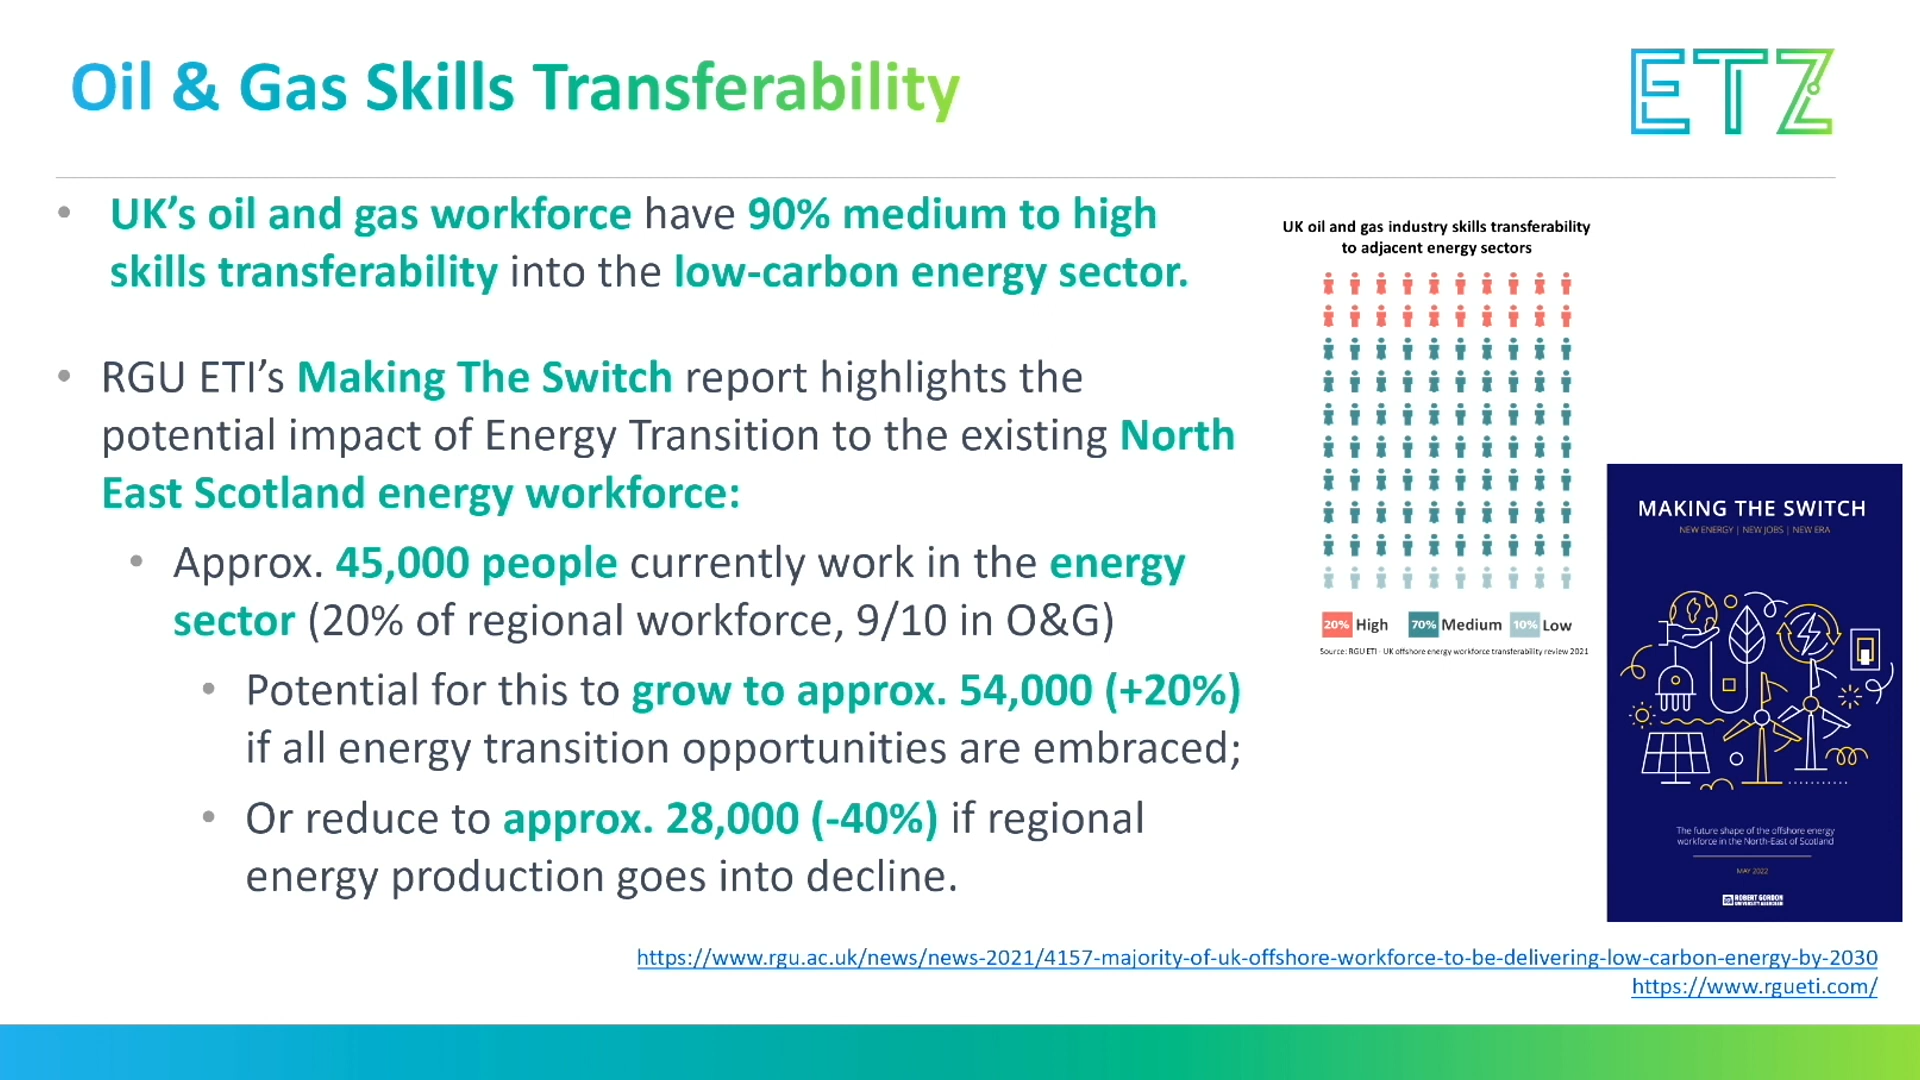 Oil & Gas Skills Transferability
ETZ
• UK's oil and gas workforce have 90% medium to high
skills transferability into the low-carbon energy sector.
• RGU ETI's Making The Switch report highlights the
potential impact of Energy Transition to the existing North
East Scotland energy workforce:
• Approx. 45,000 people currently work in the energy
sector (20% of regional workforce, 9/10 in O&G)
• Potential for this to grow to approx. 54,000 (+20%)
if all energy transition opportunities are embraced;
• Or reduce to approx. 28,000 (-40%) if regional
energy production goes into decline.
UK oil and gas industry skills transferability
to adjacent energy sectors
20% High 70% Medium 10% Low
Source: RGU ETI - UK offshore energy workforce transferability review 2021
MAKING THE SWITCH
NEW ENERGY | NEW JOBS | NEW ERA
The future shape of the offshore energy
workforce in the North-East of Scotland
MAY 2022
ROBERT GORDON
UNIVERSITY ABERDEEN
https://www.rgu.ac.uk/news/news-2021/4157-majority-of-uk-offshore-workforce-to-be-delivering-low-carbon-energy-by-2030
https://www.rgueti.com/